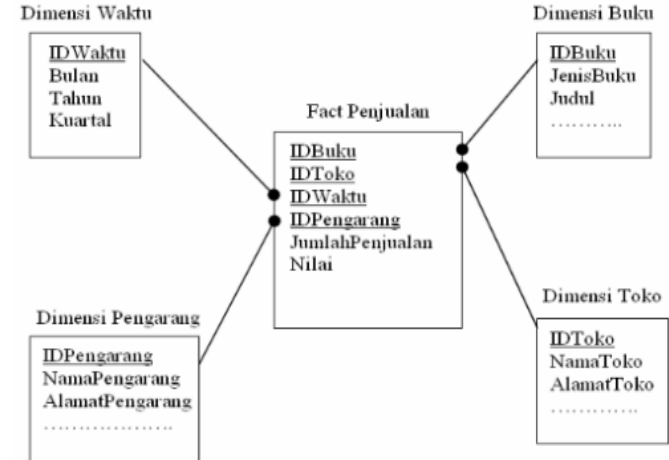 Dimensi Waktu
IDWaktu
Bulan
Tahun
Kuartal
Dimensi Buku
IDBuku
JenisBuku
Judul
...........
Fact Penjualan
IDBuku
IDToko
IDWaktu
IDPengarang
JumlahPenjualan
Nilai
Dimensi Pengarang
IDPengarang
NamaPengarang
AlamatPengarang
...................
Dimensi Toko
IDToko
NamaToko
AlamatToko
.............